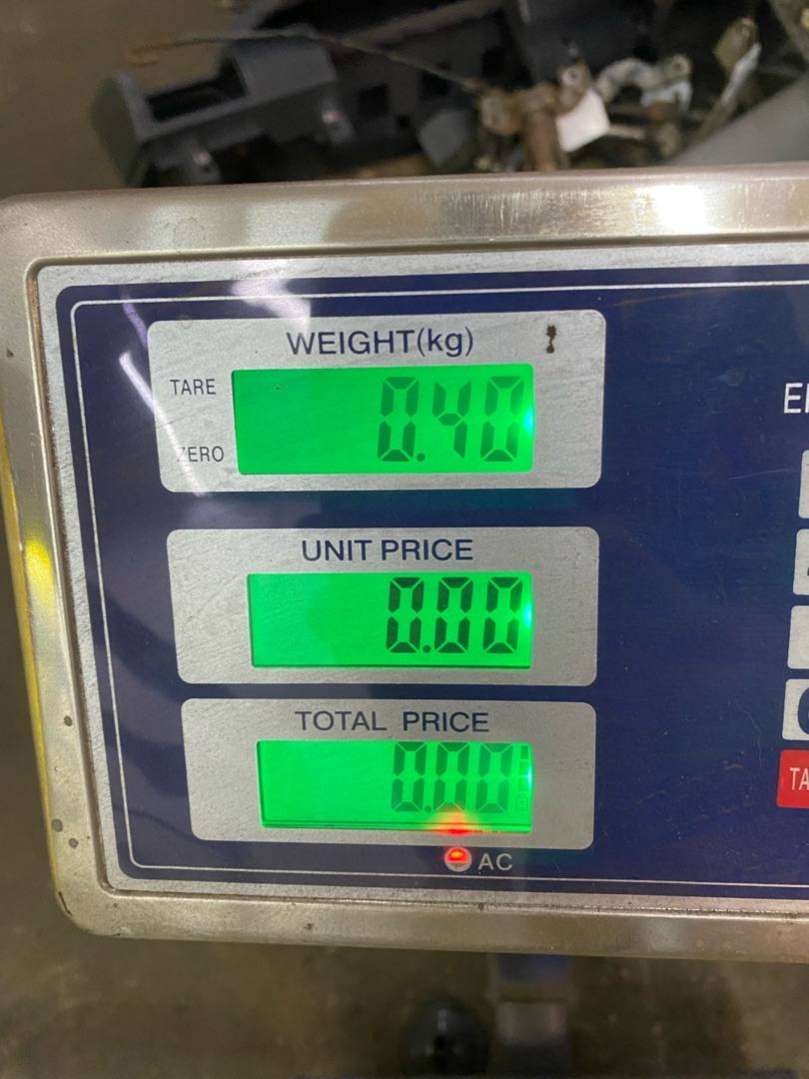 WEIGHT(kg)
TARE
0.40
ZERO
UNIT PRICE
0.00
TOTAL PRICE
0.00
AC